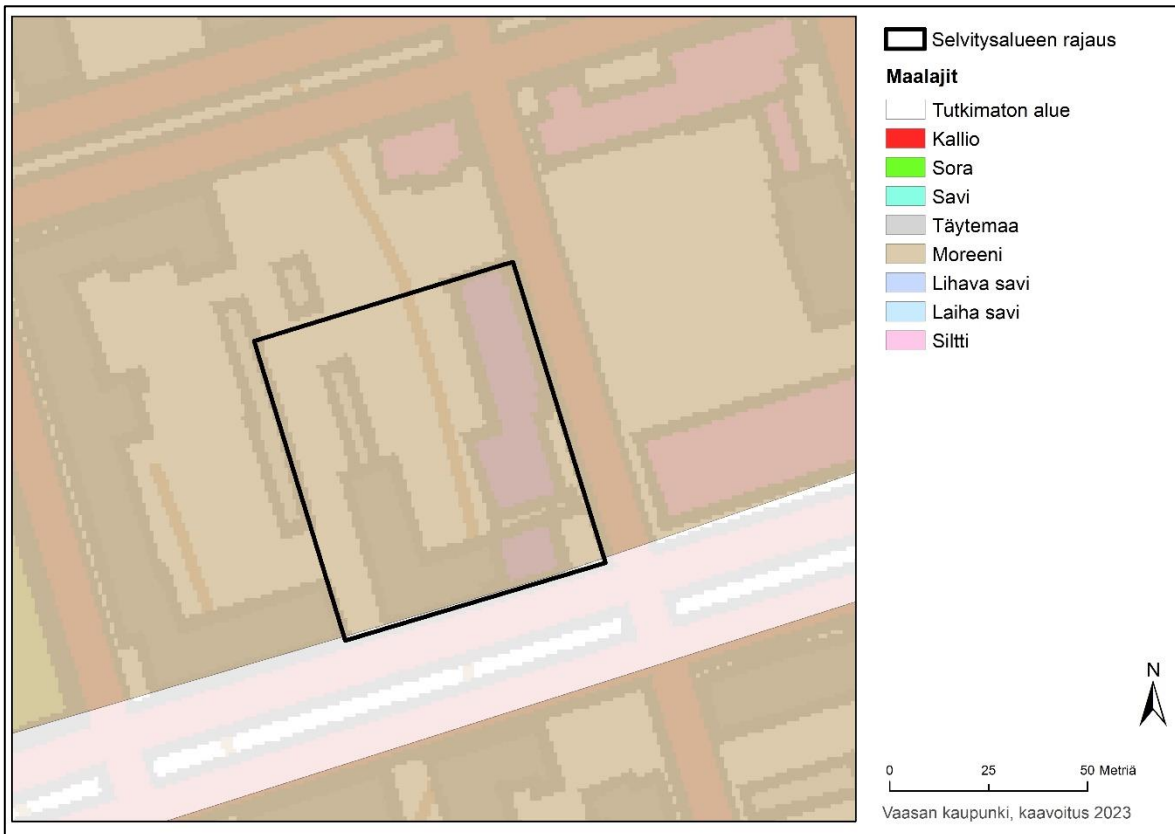 Selvitysalueen rajaus
Maalajit
Tutkimaton alue
Kallio
Sora
Savi
Täytemaa
Moreeni
Lihava savi
Laiha savi
Siltti
N
0 25 50 Metriä
Vaasan kaupunki, kaavoitus 2023